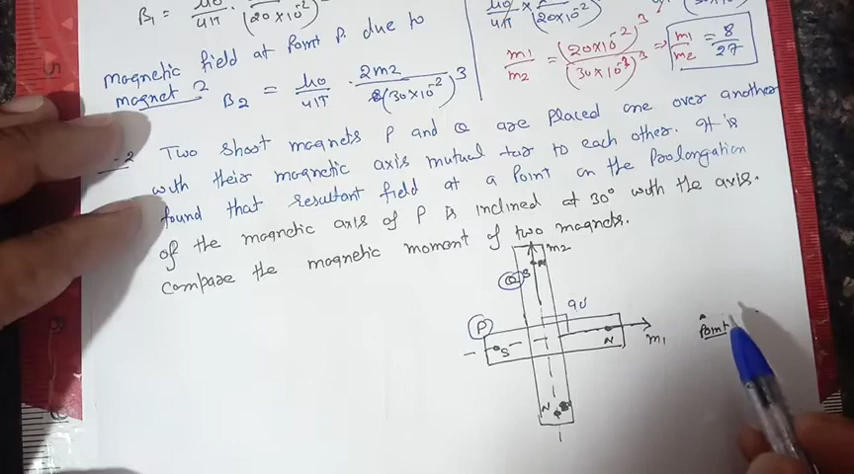 B₁ = μ₀/4π · (20×10⁻²)³
μ₀/4π × (20×10⁻²)³
magnetic field at point P. due to
magnet 2 B₂ = μ₀/4π · 2m₂/(30×10⁻²)³
m₁/m₂ = (20×10⁻²)³/(30×10⁻²)³ ⇒ m₁/m₂ = 8/27
-2 Two short magnets P and Q are placed one over another
with their magnetic axis mutual ter to each other. It is
found that resultant field at a point on the prolongation
of the magnetic axis of P is inclined at 30° with the axis.
Compare the magnetic moment of two magnets.
m₂
N
Q S
90
P
S N m₁
Point
N